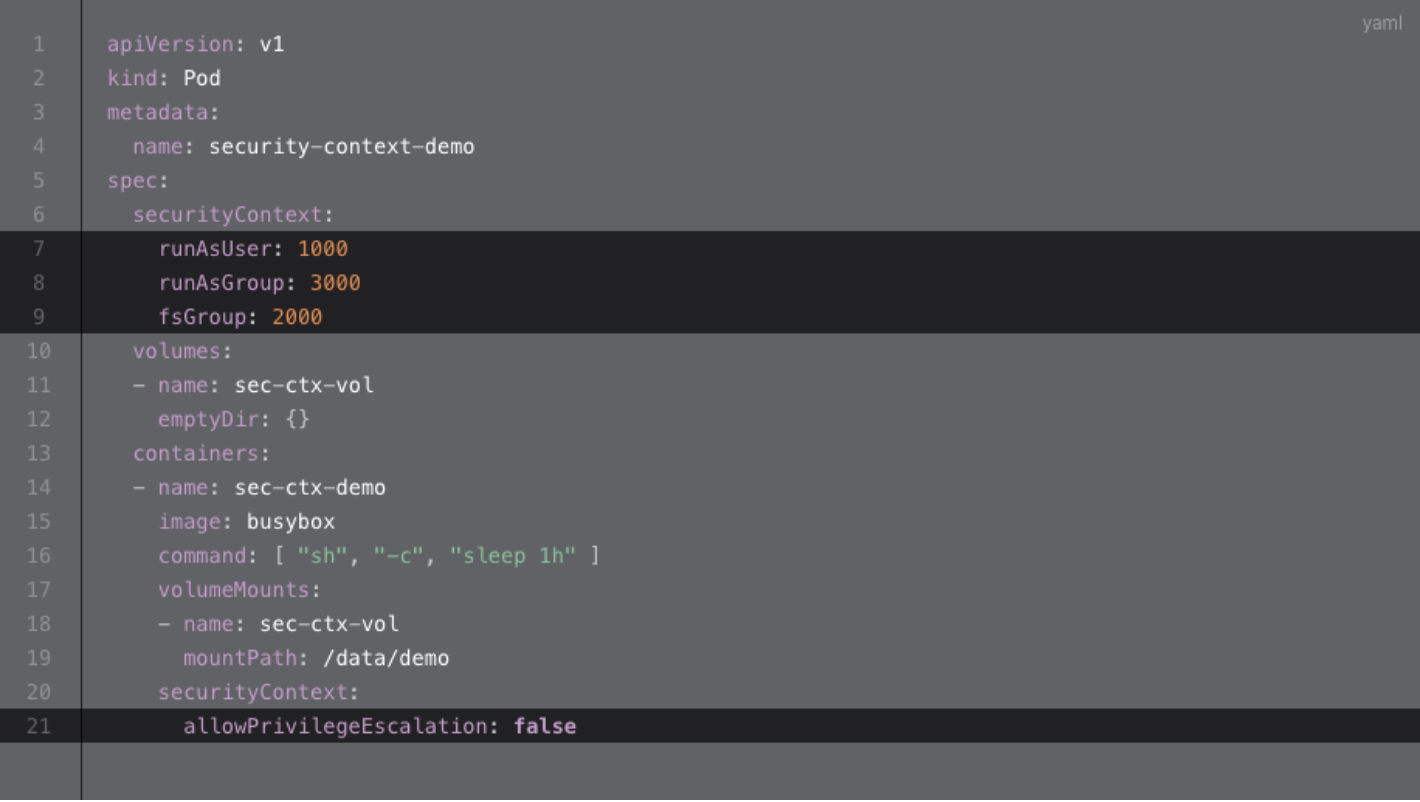 yaml
1 apiVersion: v1
2 kind: Pod
3 metadata:
4   name: security-context-demo
5 spec:
6   securityContext:
7     runAsUser: 1000
8     runAsGroup: 3000
9     fsGroup: 2000
10   volumes:
11   - name: sec-ctx-vol
12     emptyDir: {}
13   containers:
14   - name: sec-ctx-demo
15     image: busybox
16     command: [ "sh", "-c", "sleep 1h" ]
17     volumeMounts:
18     - name: sec-ctx-vol
19       mountPath: /data/demo
20     securityContext:
21       allowPrivilegeEscalation: false